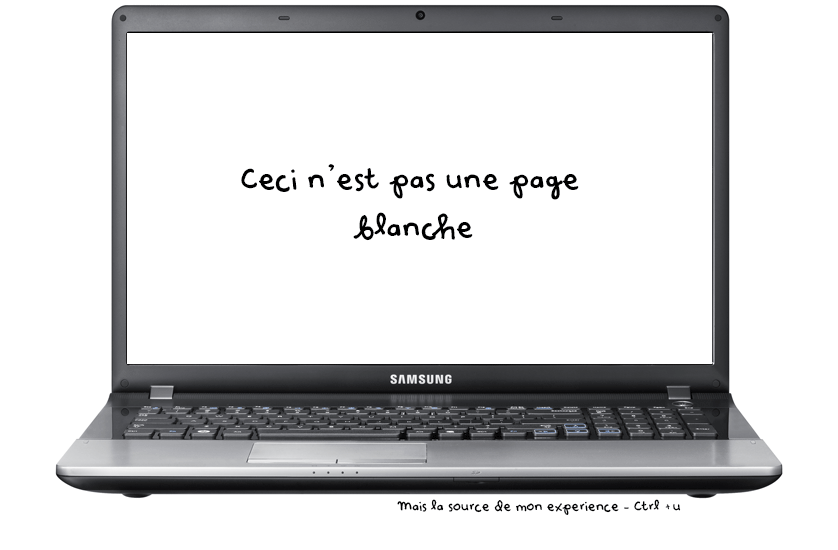 Ceci n'est pas une page
blanche
SAMSUNG
Mais la source de mon experience - Ctrl +u